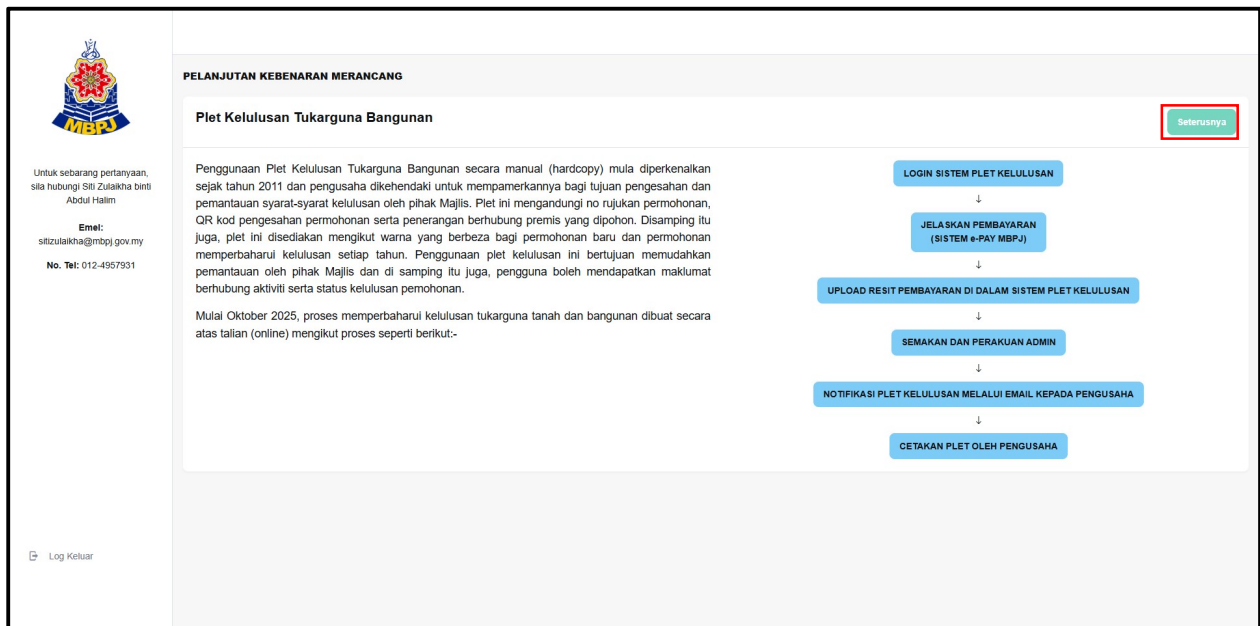 MBPJ
Untuk sebarang pertanyaan,
sila hubungi Siti Zulaikha binti
Abdul Halim
Emel:
sitizulaikha@mbpj.gov.my
No. Tel: 012-4957931
Log Keluar
PELANJUTAN KEBENARAN MERANCANG
Plet Kelulusan Tukarguna Bangunan
Seterusnya
Penggunaan Plet Kelulusan Tukarguna Bangunan secara manual (hardcopy) mula diperkenalkan
sejak tahun 2011 dan pengusaha dikehendaki untuk mempamerkannya bagi tujuan pengesahan dan
pemantauan syarat-syarat kelulusan oleh pihak Majlis. Plet ini mengandungi no rujukan permohonan,
QR kod pengesahan permohonan serta penerangan berhubung premis yang dipohon. Disamping itu
juga, plet ini disediakan mengikut warna yang berbeza bagi permohonan baru dan permohonan
memperbaharui kelulusan setiap tahun. Penggunaan plet kelulusan ini bertujuan memudahkan
pemantauan oleh pihak Majlis dan di samping itu juga, pengguna boleh mendapatkan maklumat
berhubung aktiviti serta status kelulusan pemohonan.
Mulai Oktober 2025, proses memperbaharui kelulusan tukarguna tanah dan bangunan dibuat secara
atas talian (online) mengikut proses seperti berikut:-
LOGIN SISTEM PLET KELULUSAN
↓
JELASKAN PEMBAYARAN
(SISTEM e-PAY MBPJ)
↓
UPLOAD RESIT PEMBAYARAN DI DALAM SISTEM PLET KELULUSAN
↓
SEMAKAN DAN PERAKUAN ADMIN
↓
NOTIFIKASI PLET KELULUSAN MELALUI EMAIL KEPADA PENGUSAHA
↓
CETAKAN PLET OLEH PENGUSAHA